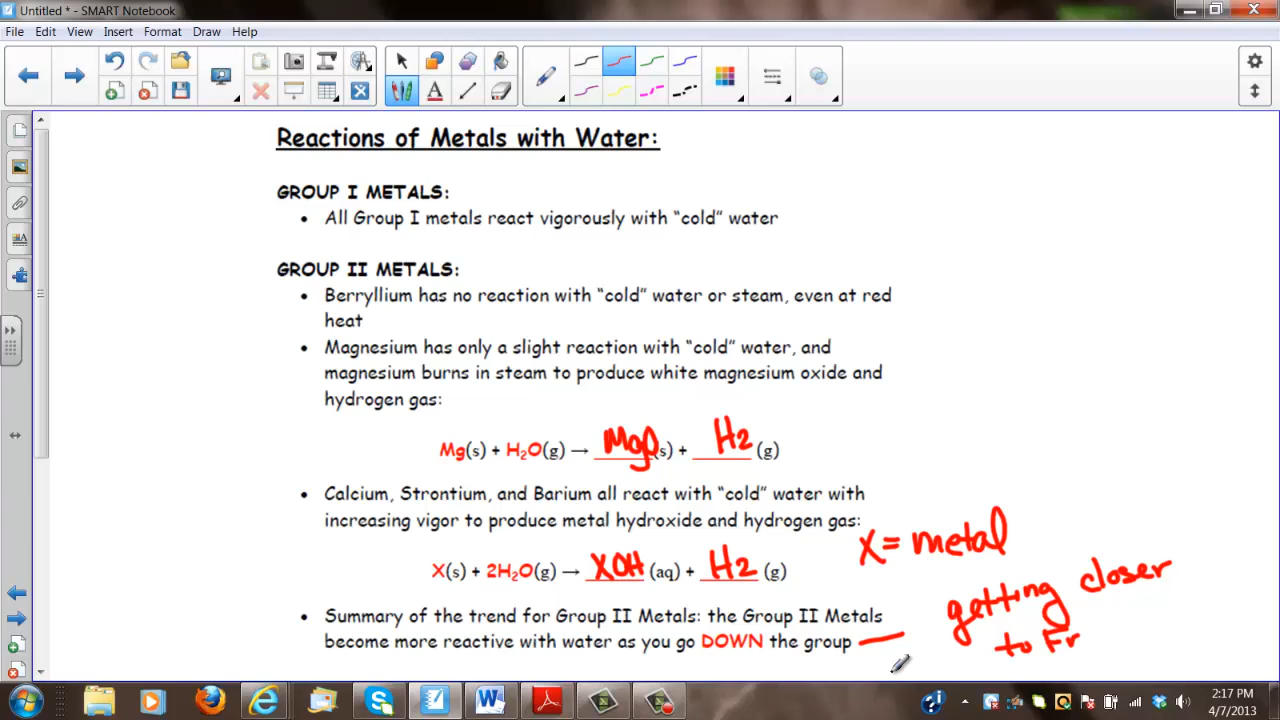 Untitled * - SMART Notebook
File Edit View Insert Format Draw Help
Reactions of Metals with Water:
GROUP I METALS:
• All Group I metals react vigorously with “cold” water
GROUP II METALS:
• Berryllium has no reaction with “cold” water or steam, even at red
heat
• Magnesium has only a slight reaction with “cold” water, and
magnesium burns in steam to produce white magnesium oxide and
hydrogen gas:
Mg(s) + H₂O(g) → MgO(s) + H2 (g)
• Calcium, Strontium, and Barium all react with “cold” water with
increasing vigor to produce metal hydroxide and hydrogen gas:
X = metal
X(s) + 2H₂O(g) → XOH (aq) + H2 (g)
• Summary of the trend for Group II Metals: the Group II Metals
become more reactive with water as you go DOWN the group —
getting closer
to Fr
2:17 PM
4/7/2013